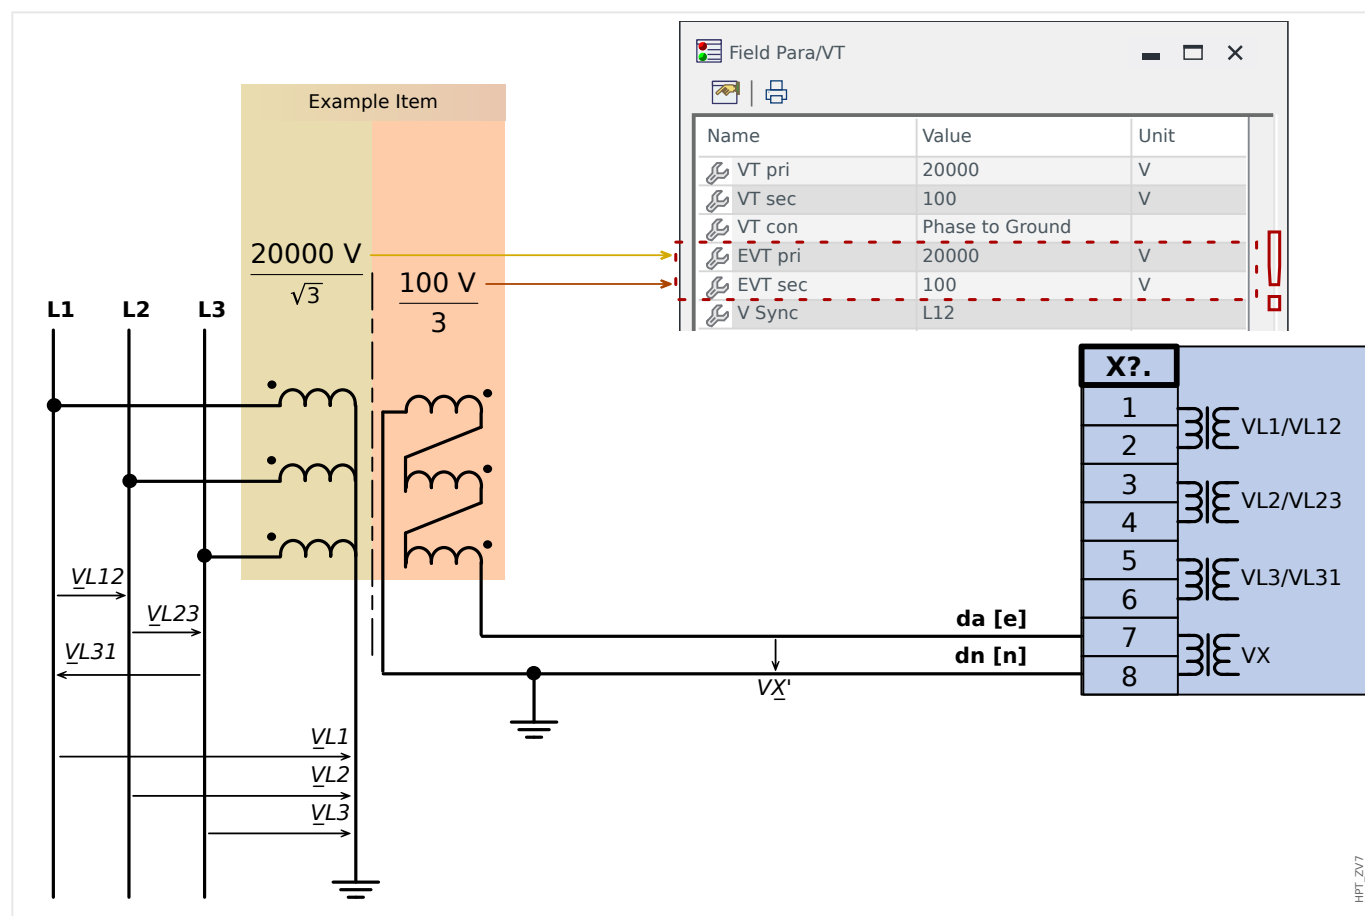 Field Para/VT
Example Item
Name Value Unit
VT pri 20000 V
VT sec 100 V
VT con Phase to Ground
EVT pri 20000 V
EVT sec 100 V
V Sync L12
20000 V
√3
100 V
3
L1 L2 L3
X?.
1
2
VL1/VL12
3
4
VL2/VL23
5
6
VL3/VL31
7
8
VX
VL12
VL23
VL31
da [e]
dn [n]
VX'
VL1
VL2
VL3
HPT_ZV7